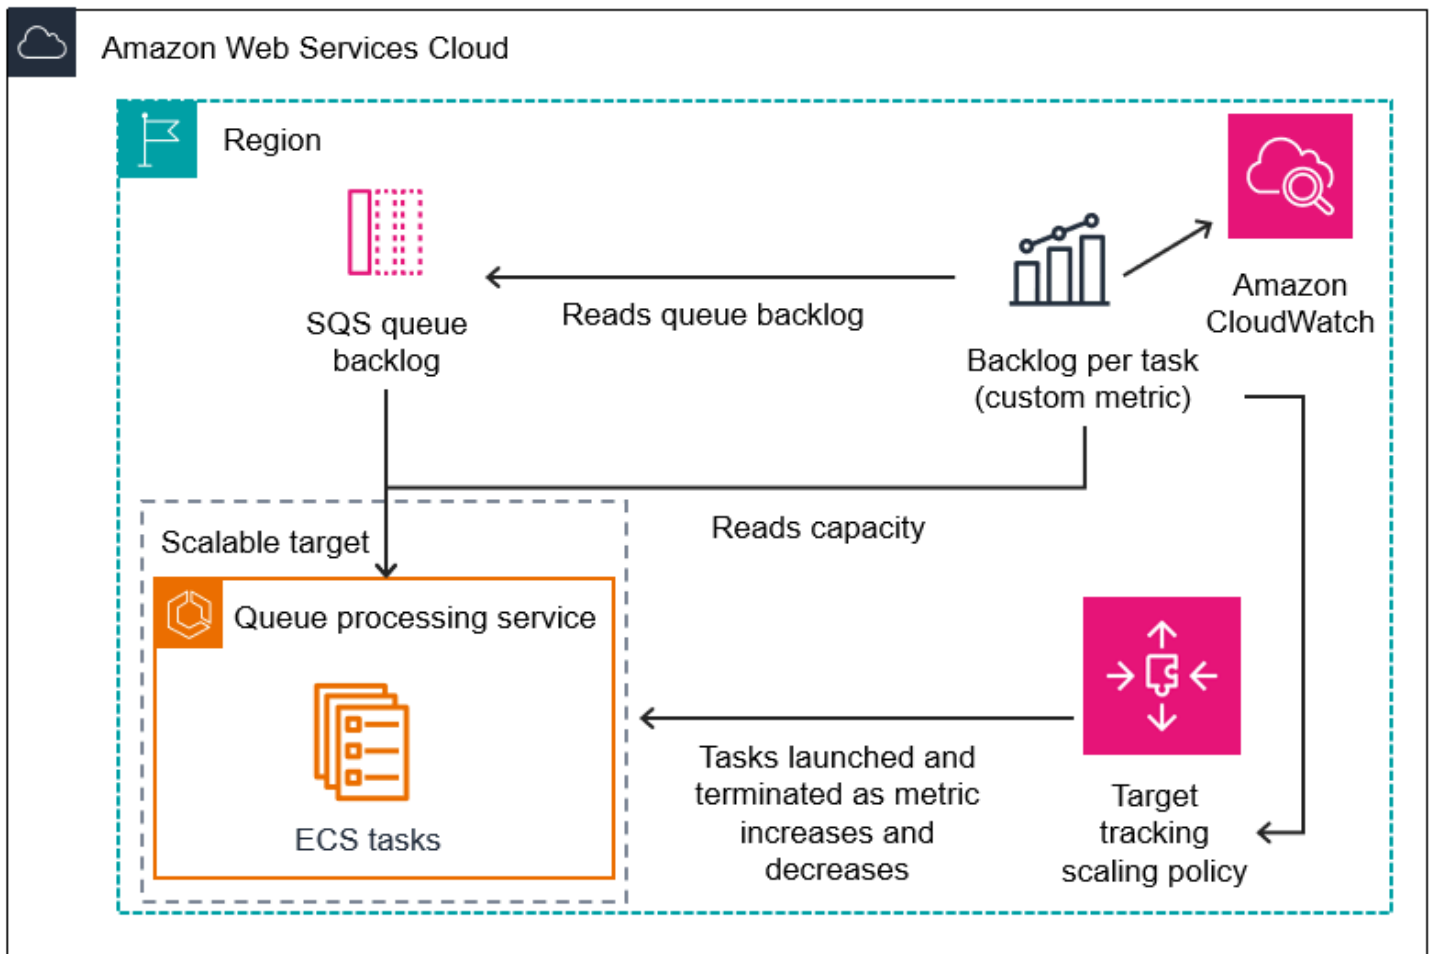 Amazon Web Services Cloud
Region
SQS queue
backlog
Reads queue backlog
Backlog per task
(custom metric)
Amazon
CloudWatch
Reads capacity
Scalable target
Queue processing service
ECS tasks
Tasks launched and
terminated as metric
increases and
decreases
Target
tracking
scaling policy